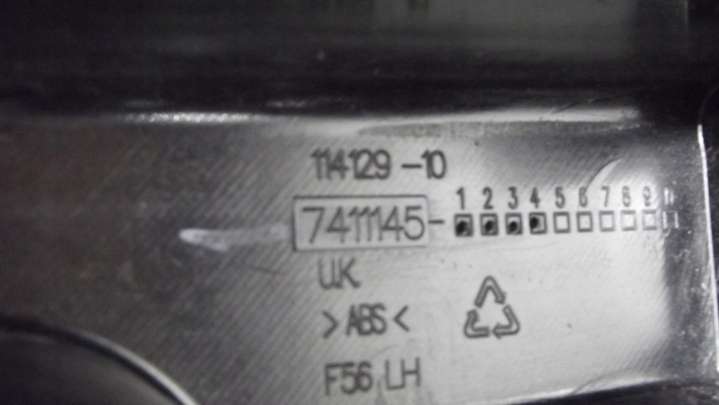 114129-10
1 2 3 4 5 6 7 8 9
7411145-
U.K.
>ABS<
F56 LH